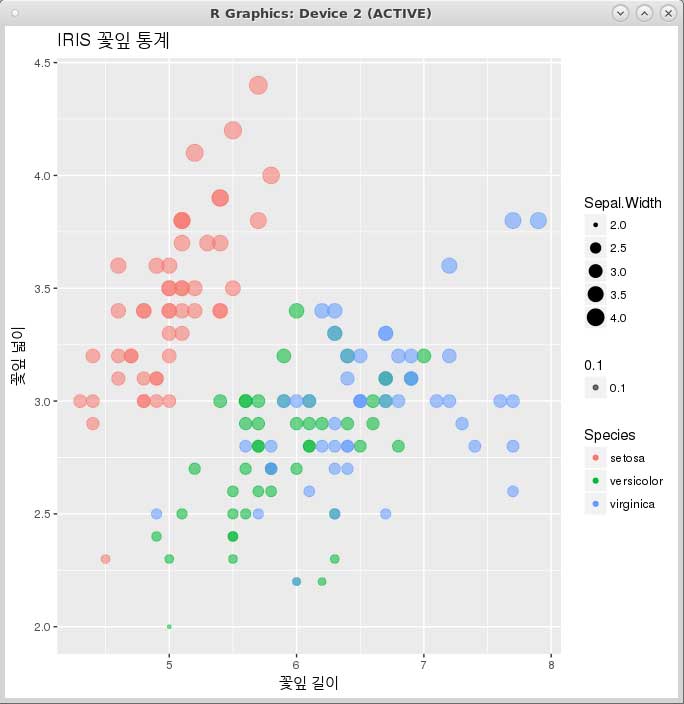 R Graphics: Device 2 (ACTIVE)
IRIS 꽃잎 통계
4.5
4.0
3.5
3.0
2.5
2.0
꽃잎 넓이
5
6
7
8
꽃잎 길이
Sepal.Width
2.0
2.5
3.0
3.5
4.0
0.1
0.1
Species
setosa
versicolor
virginica